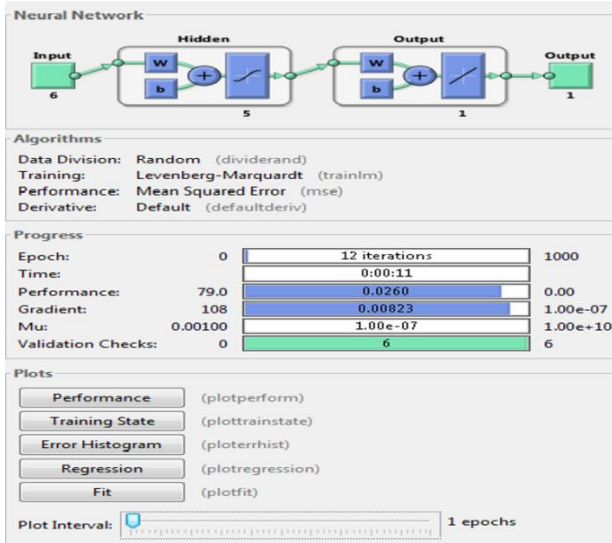 Neural Network
Hidden Output
Input Output
W W
b + b +
6 5 1 1
Algorithms
Data Division: Random (dividerand)
Training: Levenberg-Marquardt (trainlm)
Performance: Mean Squared Error (mse)
Derivative: Default (defaultderiv)
Progress
Epoch: 0 12 iterations 1000
Time: 0:00:11
Performance: 79.0 0.0260 0.00
Gradient: 108 0.00823 1.00e-07
Mu: 0.00100 1.00e-07 1.00e+10
Validation Checks: 0 6 6
Plots
Performance (plotperform)
Training State (plottrainstate)
Error Histogram (ploterrhist)
Regression (plotregression)
Fit (plotfit)
Plot Interval: 1 epochs